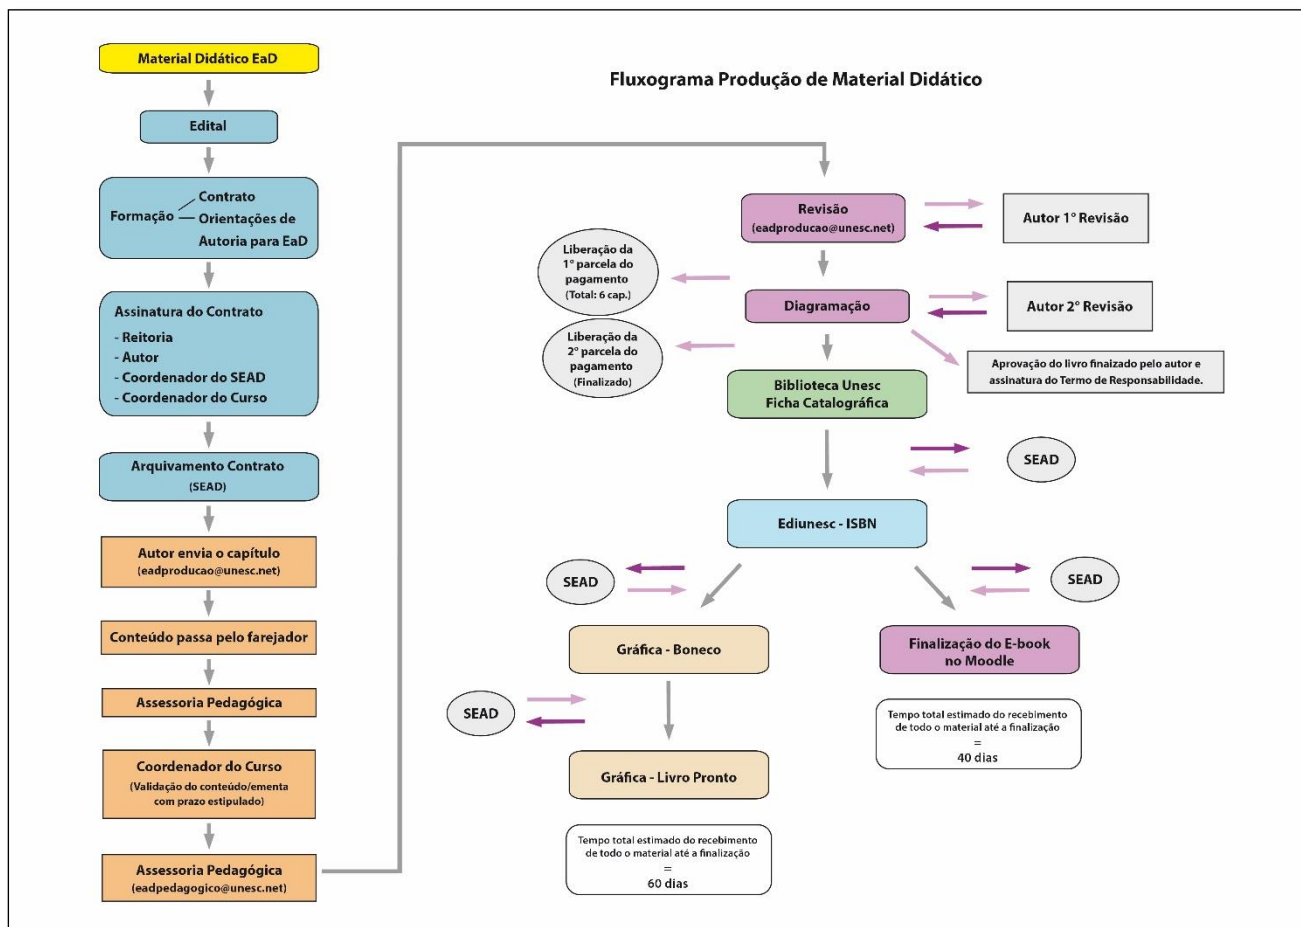 Material Didático EaD
Edital
Formação
Contrato
Orientações de
Autoria para EaD
Assinatura do Contrato
- Reitoria
- Autor
- Coordenador do SEAD
- Coordenador do Curso
Arquivamento Contrato
(SEAD)
Autor envia o capítulo
(eadproducao@unesc.net)
Conteúdo passa pelo farejador
Assessoria Pedagógica
Coordenador do Curso
(Validação do conteúdo/ementa
com prazo estipulado)
Assessoria Pedagógica
(eadpedagogico@unesc.net)
Fluxograma Produção de Material Didático
Revisão
(eadproducao@unesc.net)
Autor 1° Revisão
Liberação da
1° parcela do
pagamento
(Total: 6 cap.)
Diagramação
Autor 2° Revisão
Liberação da
2° parcela do
pagamento
(Finalizado)
Aprovação do livro finaizado pelo autor e
assinatura do Termo de Responsabilidade.
Biblioteca Unesc
Ficha Catalográfica
SEAD
Ediunesc - ISBN
SEAD
SEAD
Gráfica - Boneco
Finalização do E-book
no Moodle
SEAD
Tempo total estimado do recebimento
de todo o material até a finalização
=
40 dias
Gráfica - Livro Pronto
Tempo total estimado do recebimento
de todo o material até a finalização
=
60 dias